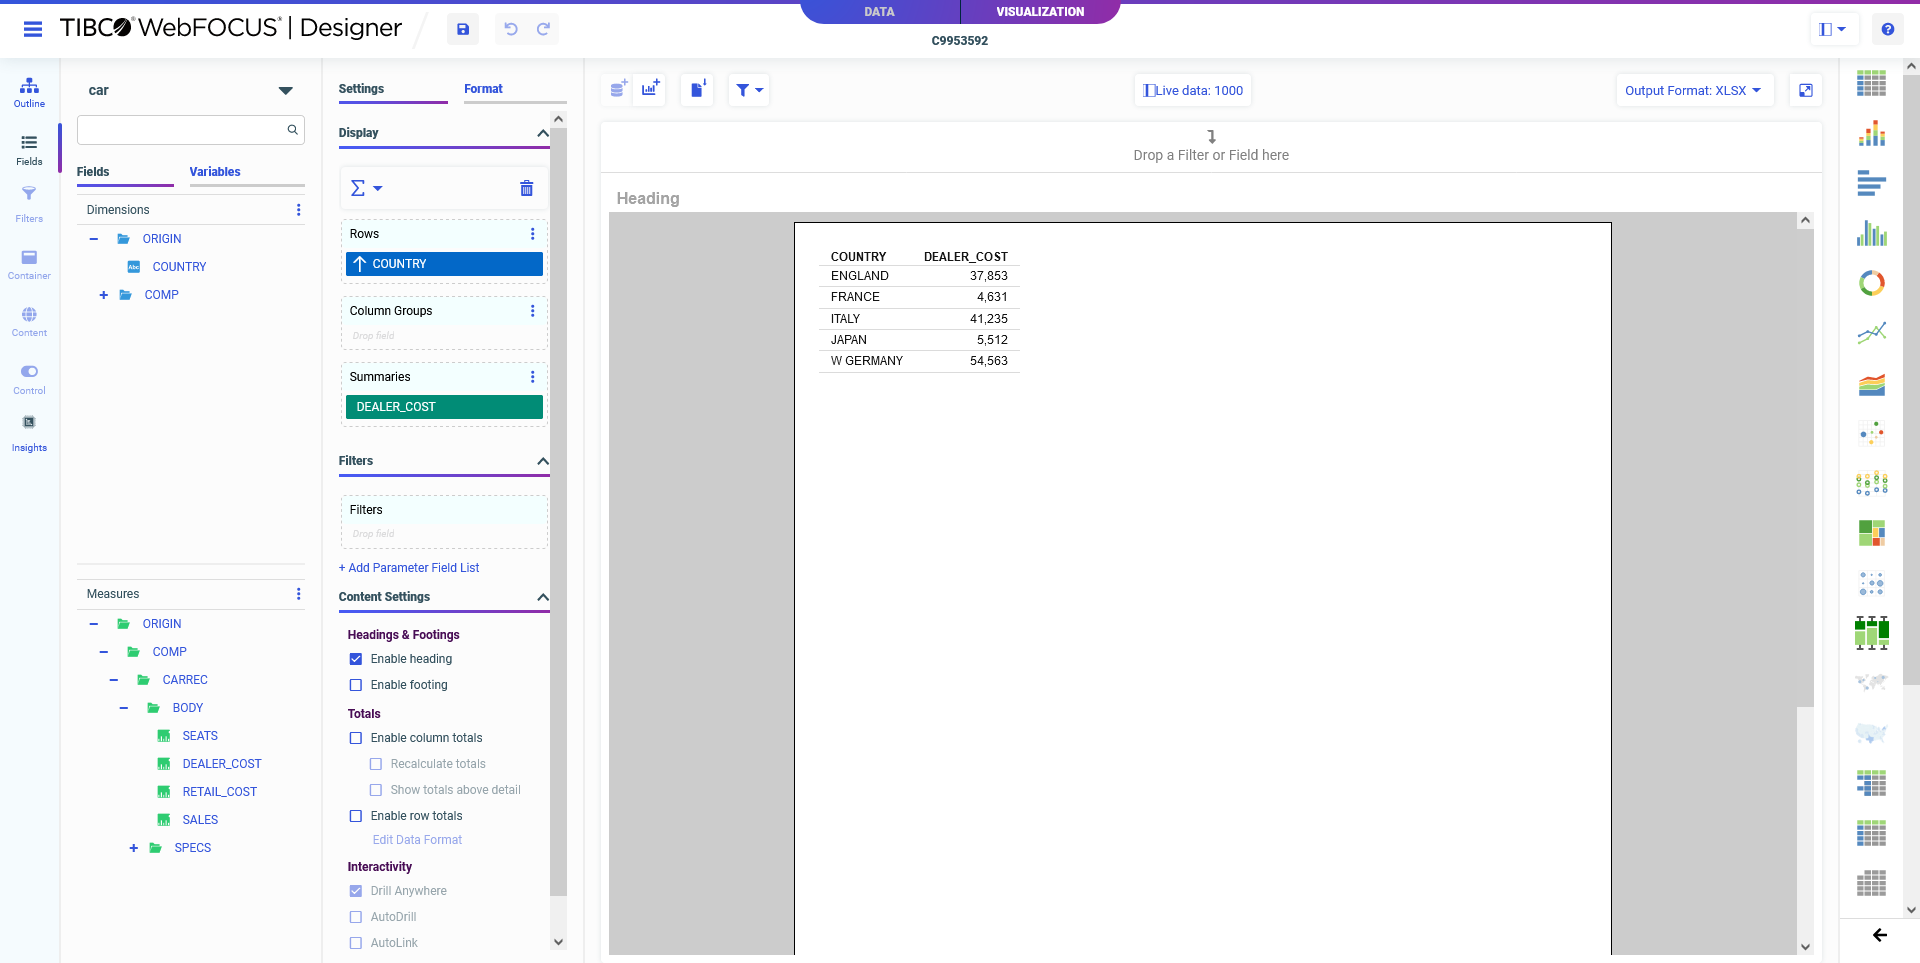 TIBCO WebFOCUS® | Designer
DATA
VISUALIZATION
C9953592
Outline
Fields
Filters
Container
Content
Control
Insights
car
Fields
Variables
Dimensions
ORIGIN
Abc COUNTRY
COMP
Measures
ORIGIN
COMP
CARREC
BODY
SEATS
DEALER_COST
RETAIL_COST
SALES
SPECS
Settings
Format
Display
Σ
Rows
COUNTRY
Column Groups
Drop field
Summaries
DEALER_COST
Filters
Filters
Drop field
+ Add Parameter Field List
Content Settings
Headings & Footings
Enable heading
Enable footing
Totals
Enable column totals
Recalculate totals
Show totals above detail
Enable row totals
Edit Data Format
Interactivity
Drill Anywhere
AutoDrill
AutoLink
Live data: 1000
Output Format: XLSX
Drop a Filter or Field here
Heading
COUNTRY DEALER_COST
ENGLAND 37,853
FRANCE 4,631
ITALY 41,235
JAPAN 5,512
W GERMANY 54,563